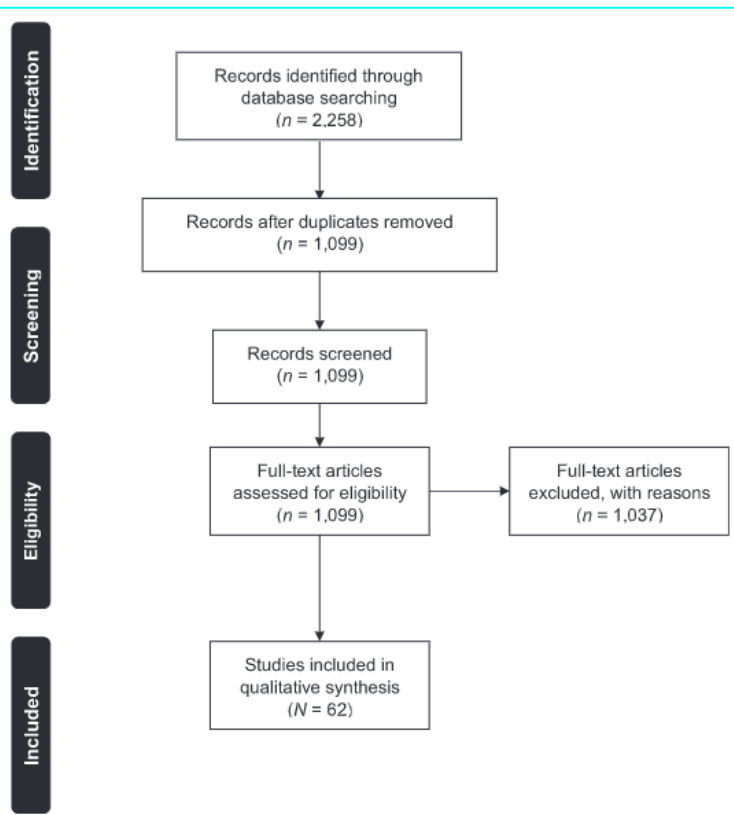 Identification
Records identified through
database searching
(n = 2,258)
Records after duplicates removed
(n = 1,099)
Screening
Records screened
(n = 1,099)
Eligibility
Full-text articles
assessed for eligibility
(n = 1,099)
Full-text articles
excluded, with reasons
(n = 1,037)
Included
Studies included in
qualitative synthesis
(N = 62)